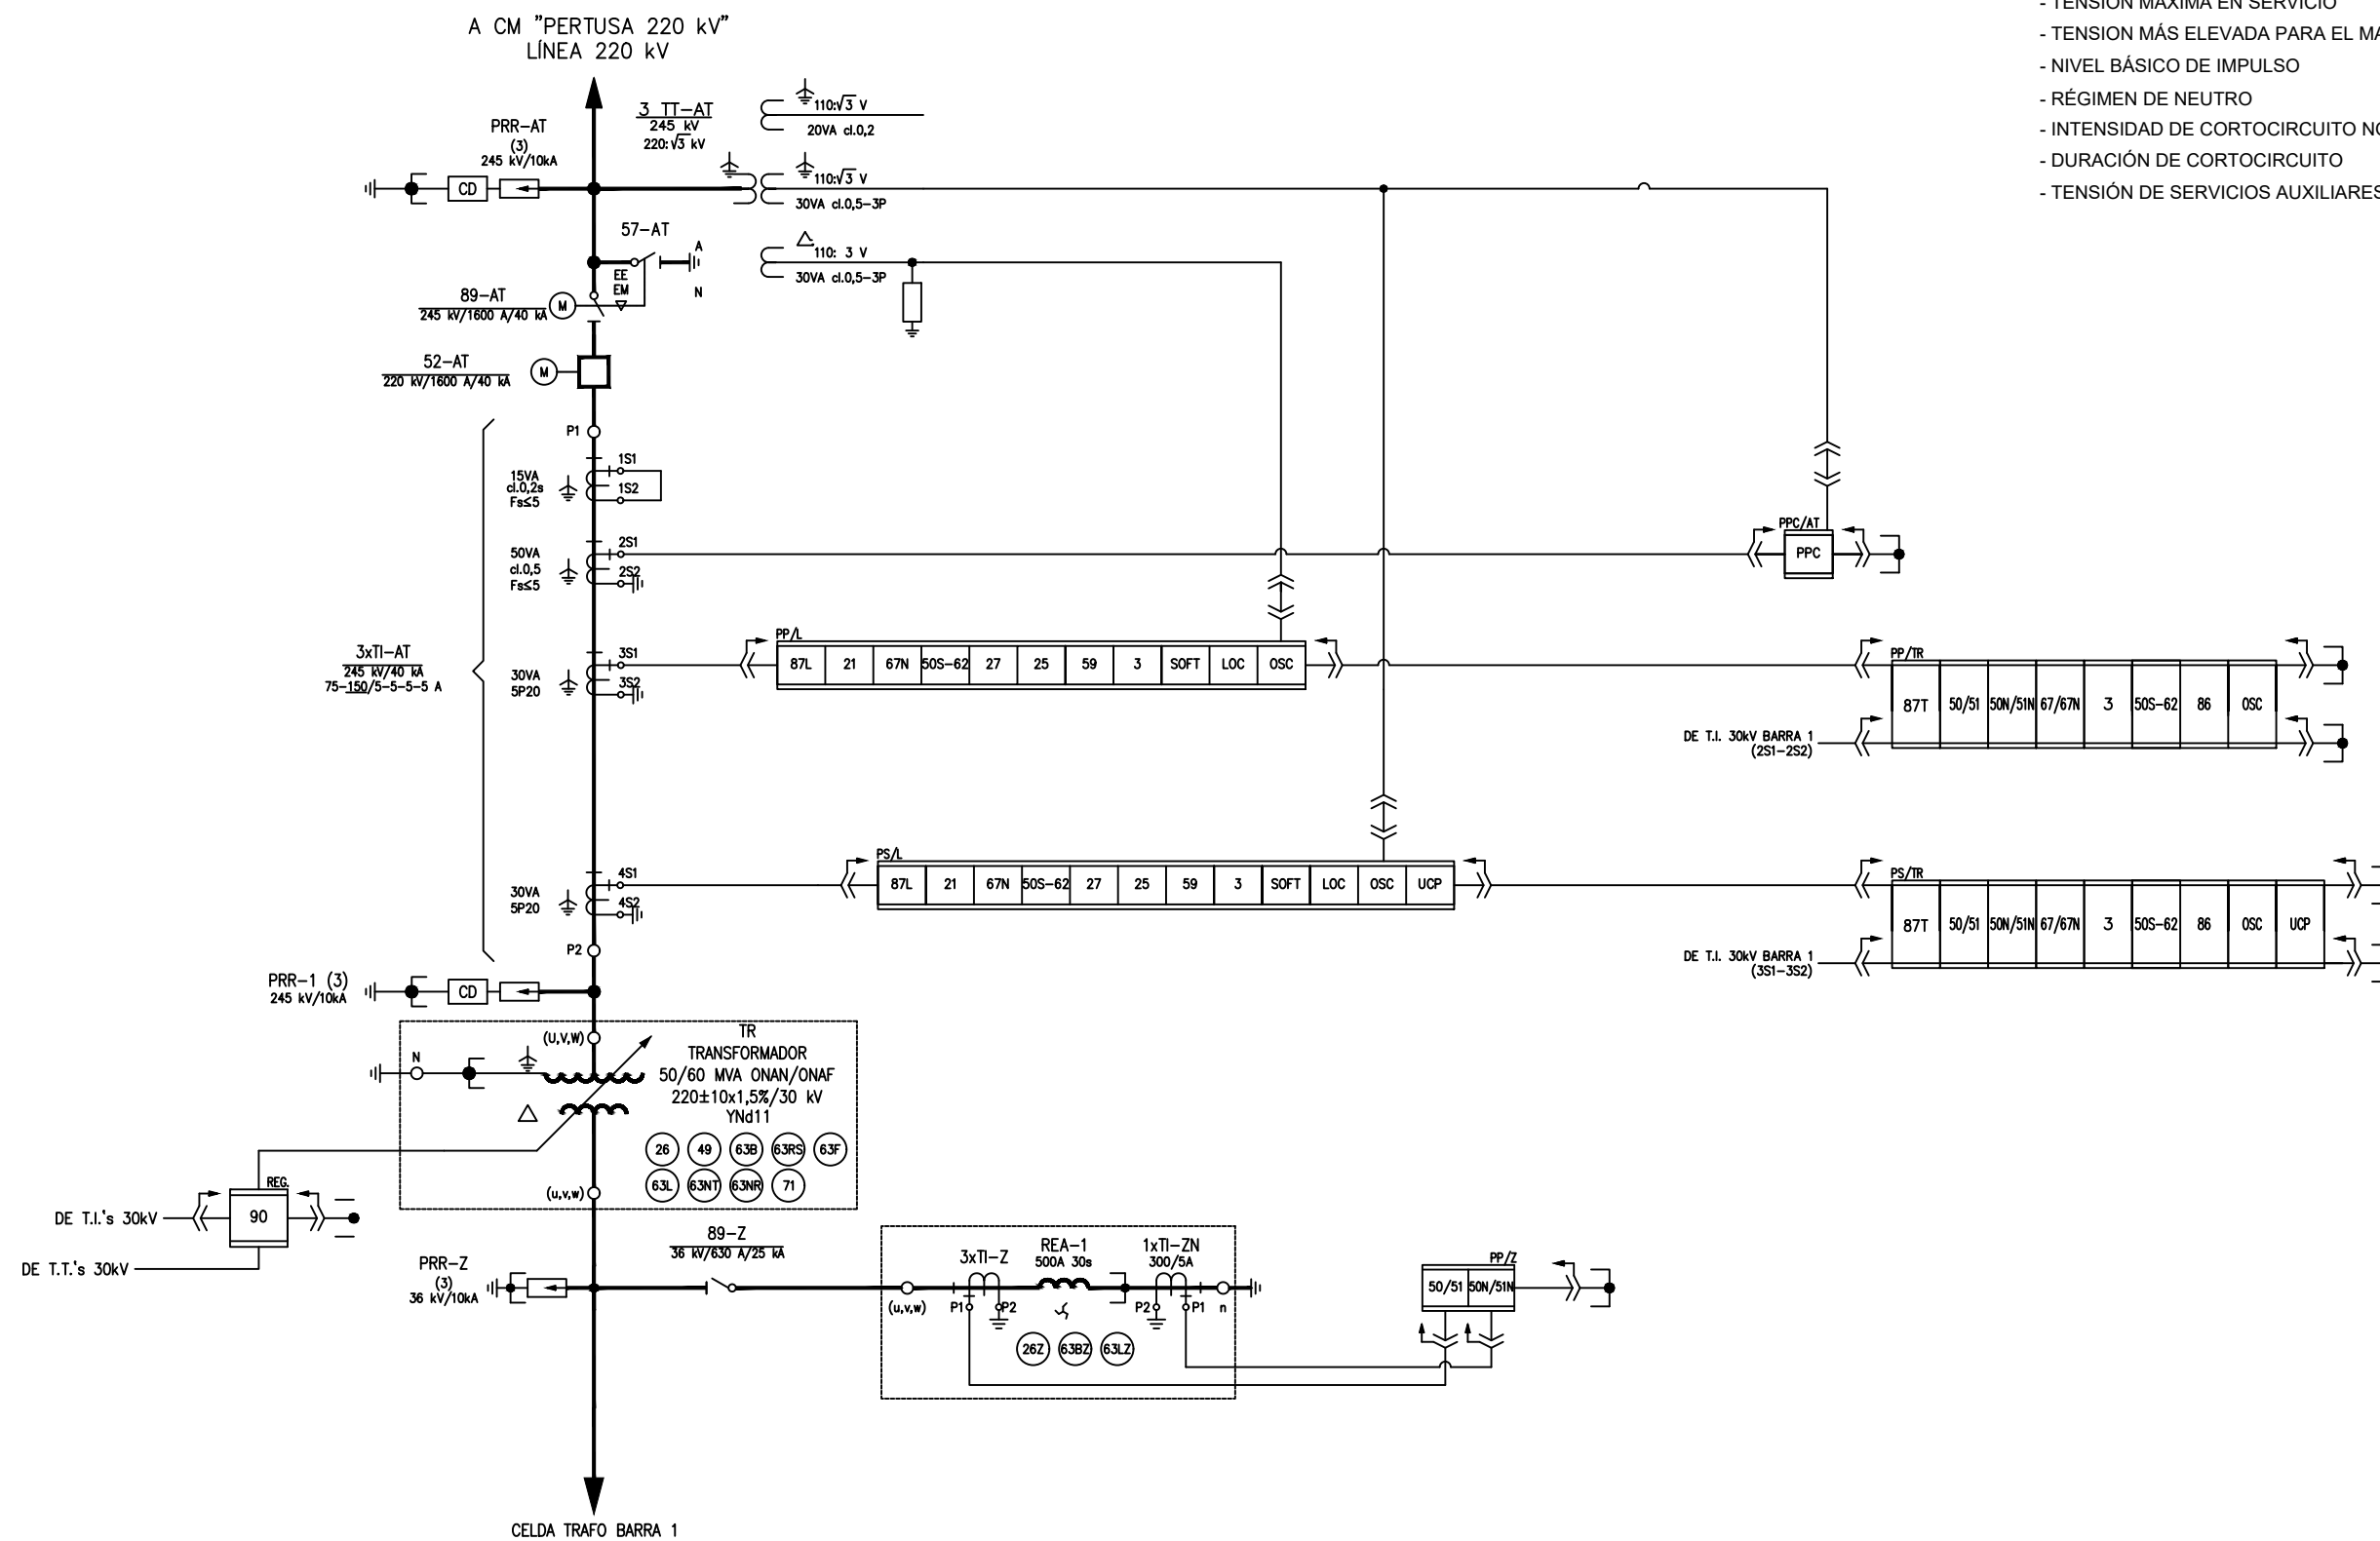 A CM "PERTUSA 220 kV"
LÍNEA 220 kV
- TENSIÓN MÁXIMA EN SERVICIO
- TENSION MÁS ELEVADA PARA EL MA
- NIVEL BÁSICO DE IMPULSO
- RÉGIMEN DE NEUTRO
- INTENSIDAD DE CORTOCIRCUITO NO
- DURACIÓN DE CORTOCIRCUITO
- TENSIÓN DE SERVICIOS AUXILIARES
3 TT-AT
245 kV
220:√3 kV
110:√3 V
20VA cl.0,2
110:√3 V
30VA cl.0,5-3P
110: 3 V
30VA cl.0,5-3P
PRR-AT
(3)
245 kV/10kA
CD
57-AT
A
EE
EM
N
89-AT
245 kV/1600 A/40 kA
M
52-AT
220 kV/1600 A/40 kA
M
P1
15VA
cl.0,2s
Fs≤5
1S1
1S2
50VA
cl.0,5
Fs≤5
2S1
2S2
PPC/AT
PPC
3xTI-AT
245 kV/40 kA
75-150/5-5-5-5 A
30VA
5P20
3S1
3S2
PP/L
87L 21 67N 50S-62 27 25 59 3 SOFT LOC OSC
PP/TR
87T 50/51 50N/51N 67/67N 3 50S-62 86 OSC
DE T.I. 30kV BARRA 1
(2S1-2S2)
30VA
5P20
4S1
4S2
PS/L
87L 21 67N 50S-62 27 25 59 3 SOFT LOC OSC UCP
PS/TR
87T 50/51 50N/51N 67/67N 3 50S-62 86 OSC UCP
DE T.I. 30kV BARRA 1
(3S1-3S2)
P2
PRR-1 (3)
245 kV/10kA
CD
(U,V,W)
N
TR
TRANSFORMADOR
50/60 MVA ONAN/ONAF
220±10x1,5%/30 kV
YNd11
26 49 63B 63RS 63F
63L 63NT 63NR 71
(u,v,w)
REG.
90
DE T.I.'s 30kV
DE T.T.'s 30kV
PRR-Z
(3)
36 kV/10kA
89-Z
36 kV/630 A/25 kA
(u,v,w)
3xTI-Z
P1
P2
REA-1
500A 30s
1xTI-ZN
300/5A
P2
P1
n
26Z 63BZ 63LZ
PP/Z
50/51 50N/51N
CELDA TRAFO BARRA 1